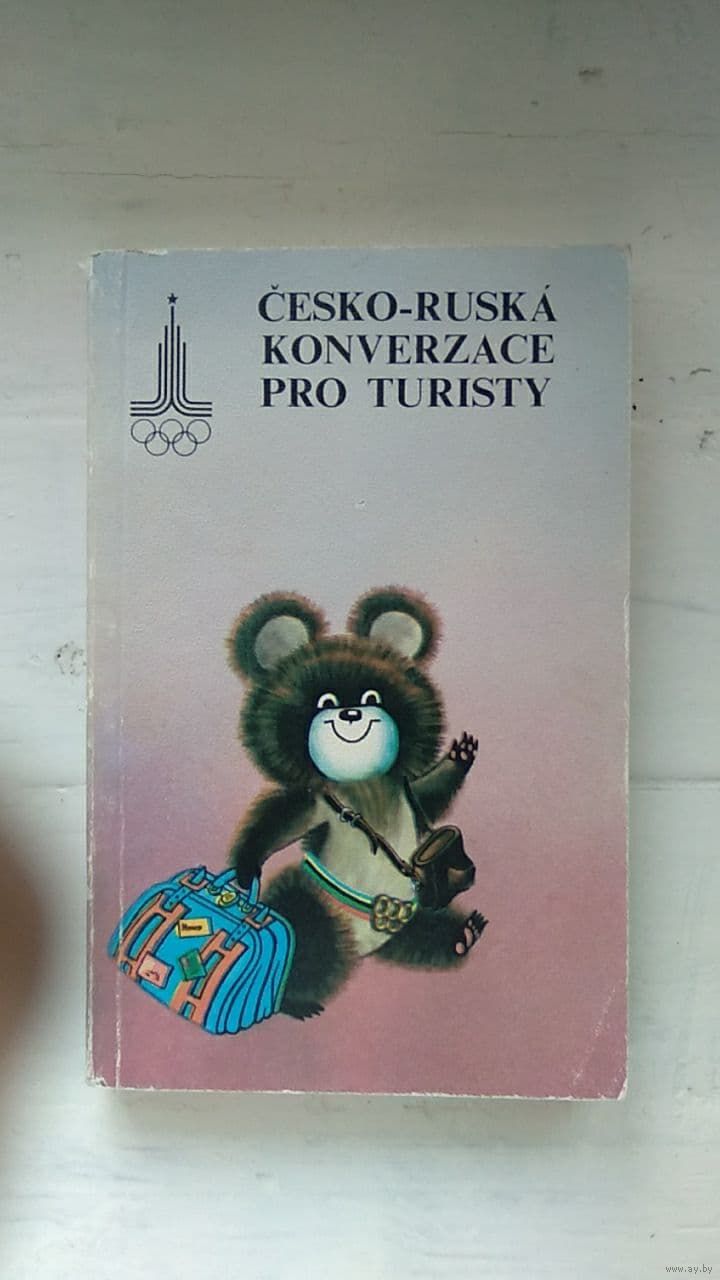 ČESKO-RUSKÁ
KONVERZACE
PRO TURISTY
www.ay.by